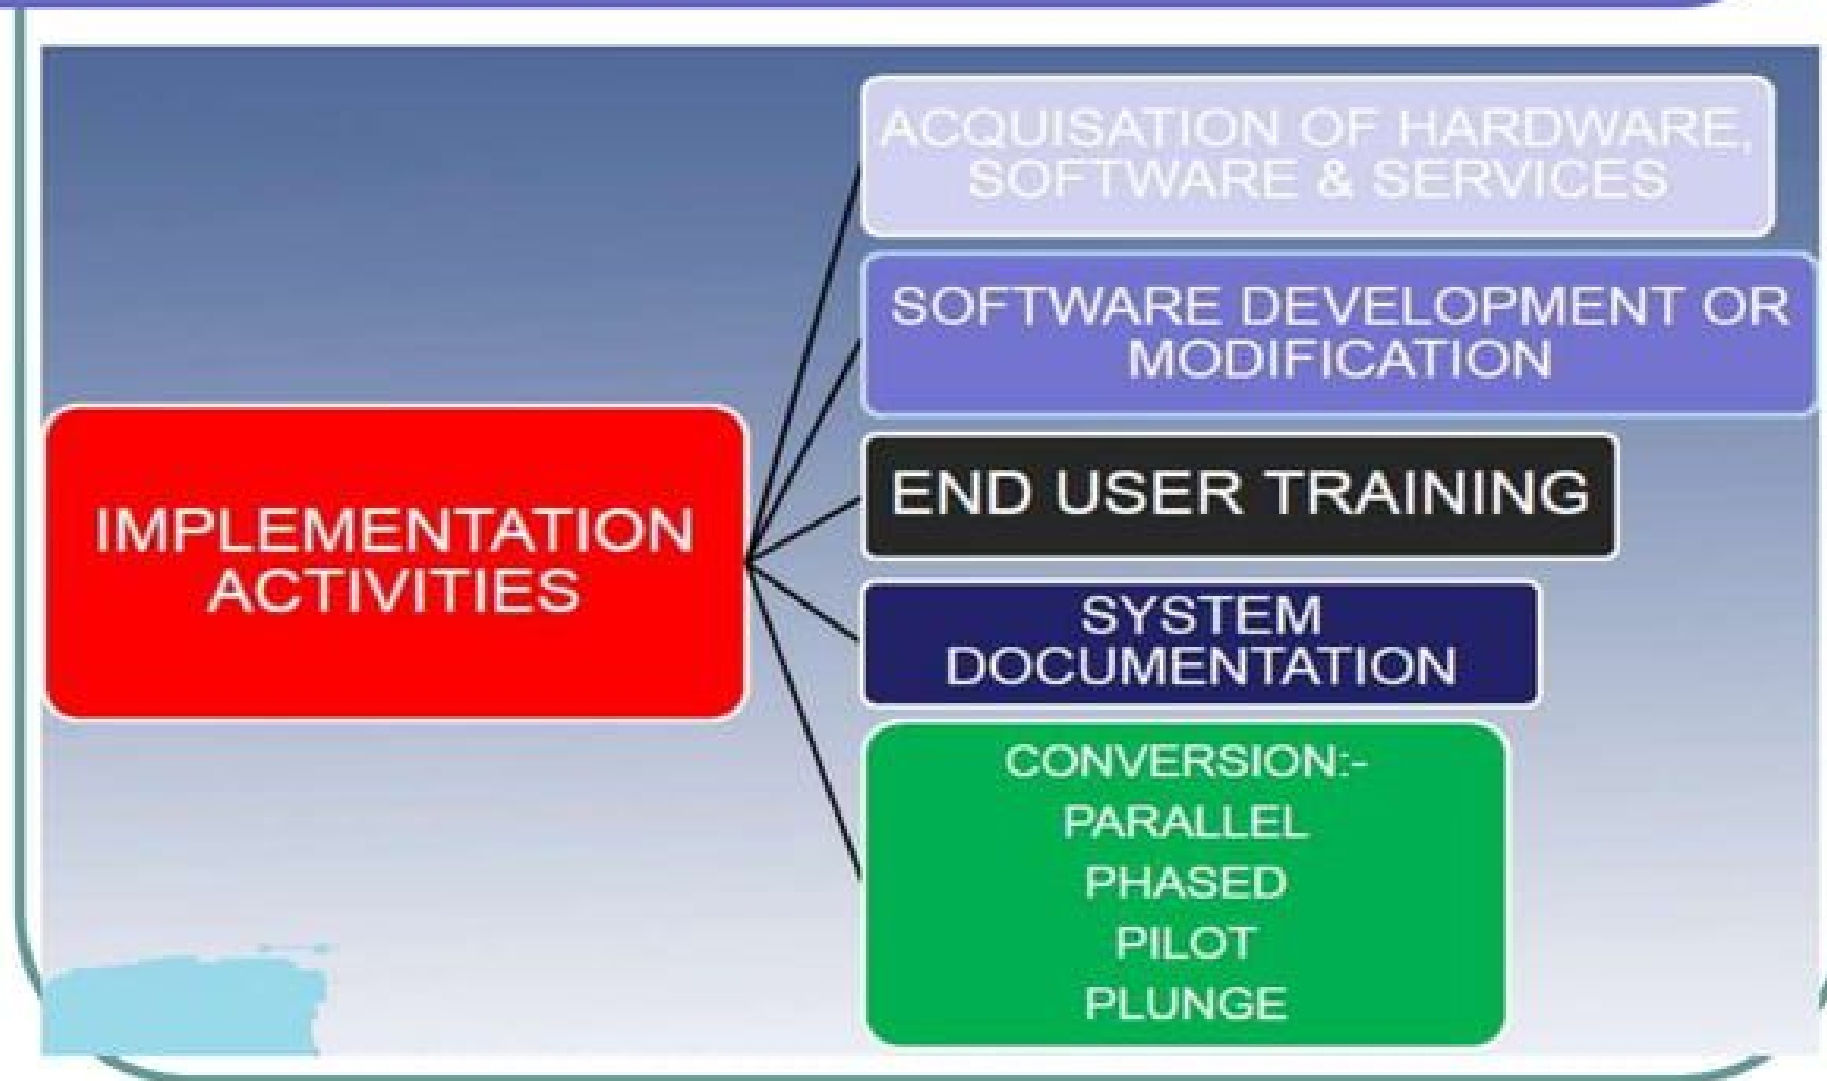 IMPLEMENTATION
ACTIVITIES
ACQUISATION OF HARDWARE,
SOFTWARE & SERVICES
SOFTWARE DEVELOPMENT OR
MODIFICATION
END USER TRAINING
SYSTEM
DOCUMENTATION
CONVERSION:-
PARALLEL
PHASED
PILOT
PLUNGE